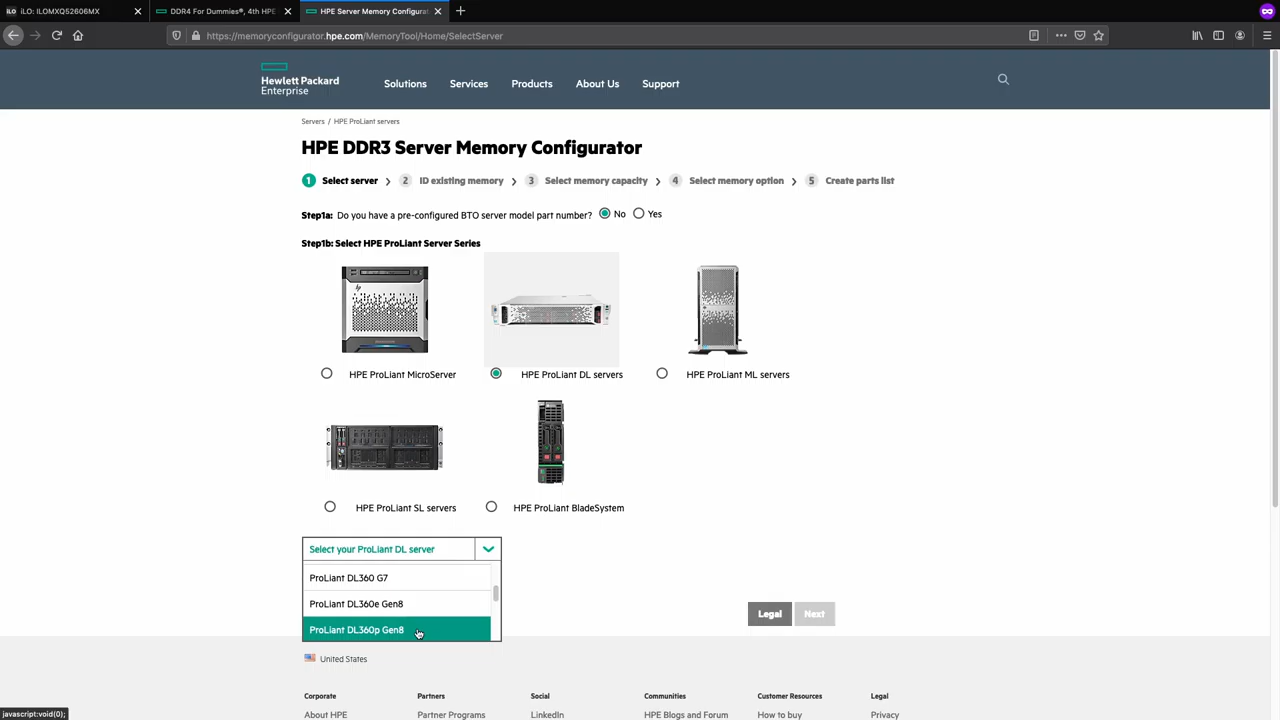 iLO: ILOMXQ52606MX
DDR4 For Dummies®, 4th HPE
HPE Server Memory Configurat
https://memoryconfigurator.hpe.com/MemoryTool/Home/SelectServer
Hewlett Packard
Enterprise
Solutions
Services
Products
About Us
Support
Servers / HPE ProLiant servers
HPE DDR3 Server Memory Configurator
1 Select server
2 ID existing memory
3 Select memory capacity
4 Select memory option
5 Create parts list
Step1a: Do you have a pre-configured BTO server model part number? No Yes
Step1b: Select HPE ProLiant Server Series
HPE ProLiant MicroServer
HPE ProLiant DL servers
HPE ProLiant ML servers
HPE ProLiant SL servers
HPE ProLiant BladeSystem
Select your ProLiant DL server
ProLiant DL360 G7
ProLiant DL360e Gen8
ProLiant DL360p Gen8
Legal
Next
United States
Corporate
Partners
Social
Communities
Customer Resources
Legal
About HPE
Partner Programs
LinkedIn
HPE Blogs and Forum
How to buy
Privacy
javascript:void(0);